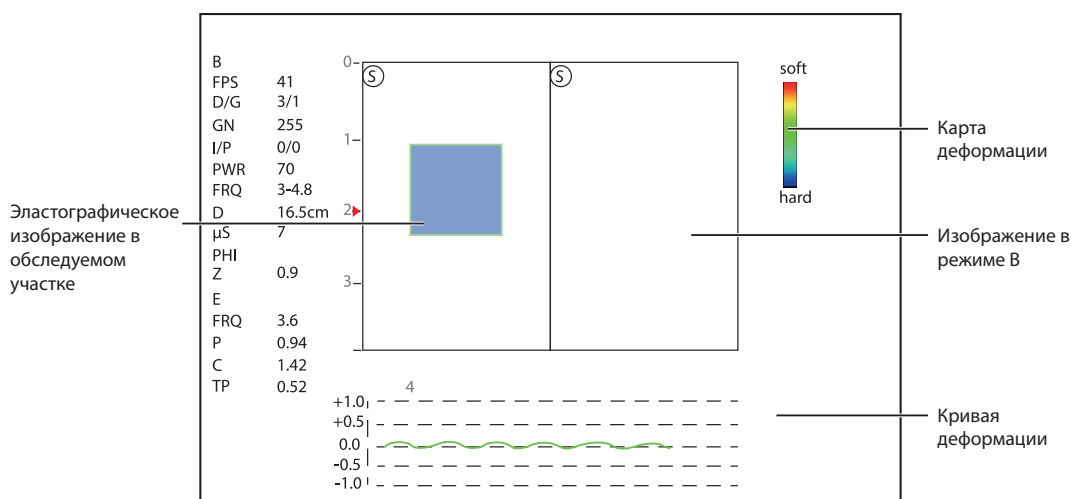 B
FPS 41
D/G 3/1
GN 255
I/P 0/0
PWR 70
FRQ 3-4.8
D 16.5cm
µS 7
PHI
Z 0.9
E
FRQ 3.6
P 0.94
C 1.42
TP 0.52
Эластографическое
изображение в
обследуемом
участке
0
1
2
3
S
S
soft
hard
Карта
деформации
Изображение в
режиме В
4
+1.0
+0.5
0.0
-0.5
-1.0
Кривая
деформации